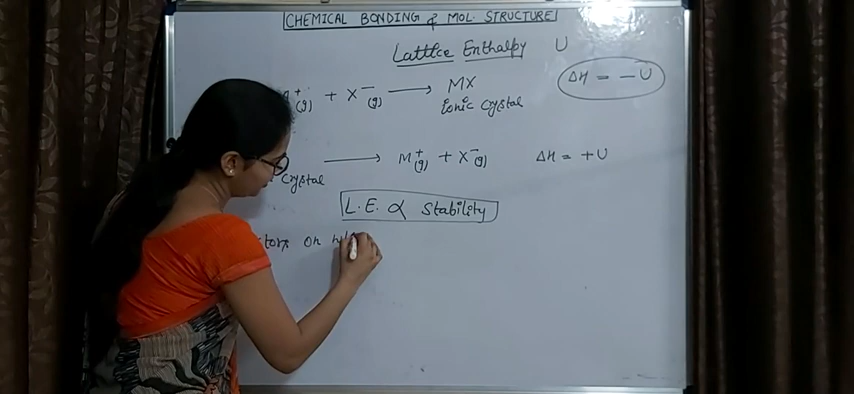 CHEMICAL BONDING & MOL. STRUCTURE
Lattice Enthalpy U
+(g) + X⁻(g) ⟶ MX ΔH = −U
ionic crystal
⟶ M⁺(g) + X⁻(g) ΔH = +U
crystal
L.E. ∝ Stability
on